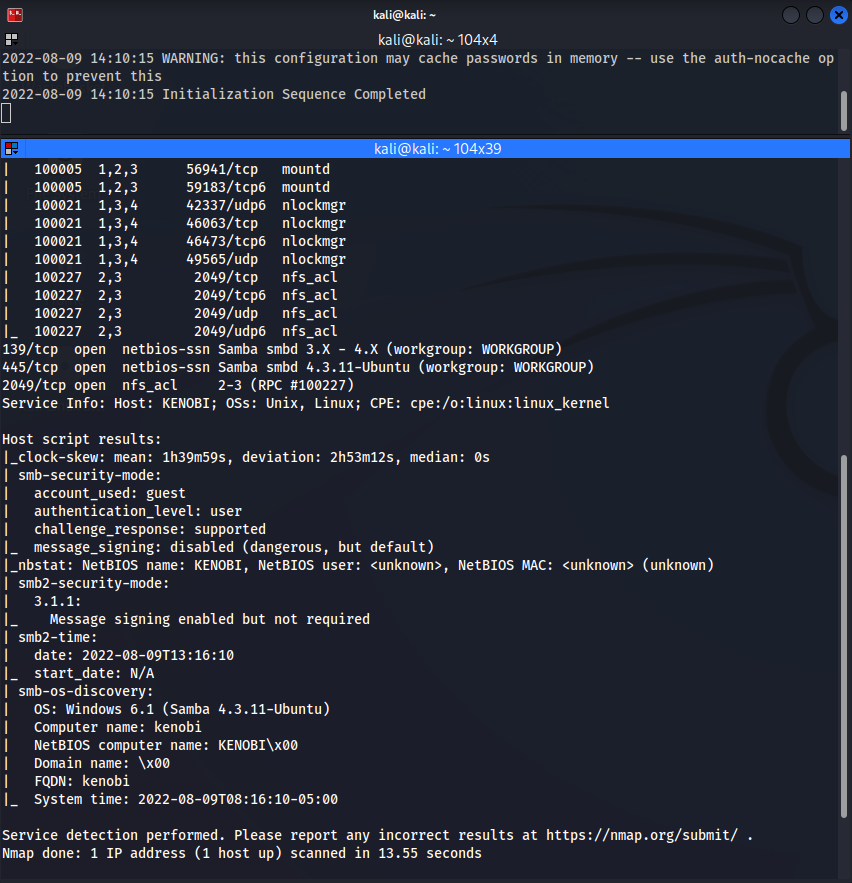 kali@kali: ~
kali@kali: ~ 104x4
2022-08-09 14:10:15 WARNING: this configuration may cache passwords in memory -- use the auth-nocache op
tion to prevent this
2022-08-09 14:10:15 Initialization Sequence Completed
kali@kali: ~ 104x39
|   100005  1,2,3      56941/tcp   mountd
|   100005  1,2,3      59183/tcp6  mountd
|   100021  1,3,4      42337/udp6  nlockmgr
|   100021  1,3,4      46063/tcp   nlockmgr
|   100021  1,3,4      46473/tcp6  nlockmgr
|   100021  1,3,4      49565/udp   nlockmgr
|   100227  2,3         2049/tcp   nfs_acl
|   100227  2,3         2049/tcp6  nfs_acl
|   100227  2,3         2049/udp   nfs_acl
|_  100227  2,3         2049/udp6  nfs_acl
139/tcp  open  netbios-ssn Samba smbd 3.X - 4.X (workgroup: WORKGROUP)
445/tcp  open  netbios-ssn Samba smbd 4.3.11-Ubuntu (workgroup: WORKGROUP)
2049/tcp open  nfs_acl     2-3 (RPC #100227)
Service Info: Host: KENOBI; OSs: Unix, Linux; CPE: cpe:/o:linux:linux_kernel

Host script results:
|_clock-skew: mean: 1h39m59s, deviation: 2h53m12s, median: 0s
| smb-security-mode:
|   account_used: guest
|   authentication_level: user
|   challenge_response: supported
|_  message_signing: disabled (dangerous, but default)
|_nbstat: NetBIOS name: KENOBI, NetBIOS user: <unknown>, NetBIOS MAC: <unknown> (unknown)
| smb2-security-mode:
|   3.1.1:
|_    Message signing enabled but not required
| smb2-time:
|   date: 2022-08-09T13:16:10
|_  start_date: N/A
| smb-os-discovery:
|   OS: Windows 6.1 (Samba 4.3.11-Ubuntu)
|   Computer name: kenobi
|   NetBIOS computer name: KENOBI\x00
|   Domain name: \x00
|   FQDN: kenobi
|_  System time: 2022-08-09T08:16:10-05:00

Service detection performed. Please report any incorrect results at https://nmap.org/submit/ .
Nmap done: 1 IP address (1 host up) scanned in 13.55 seconds